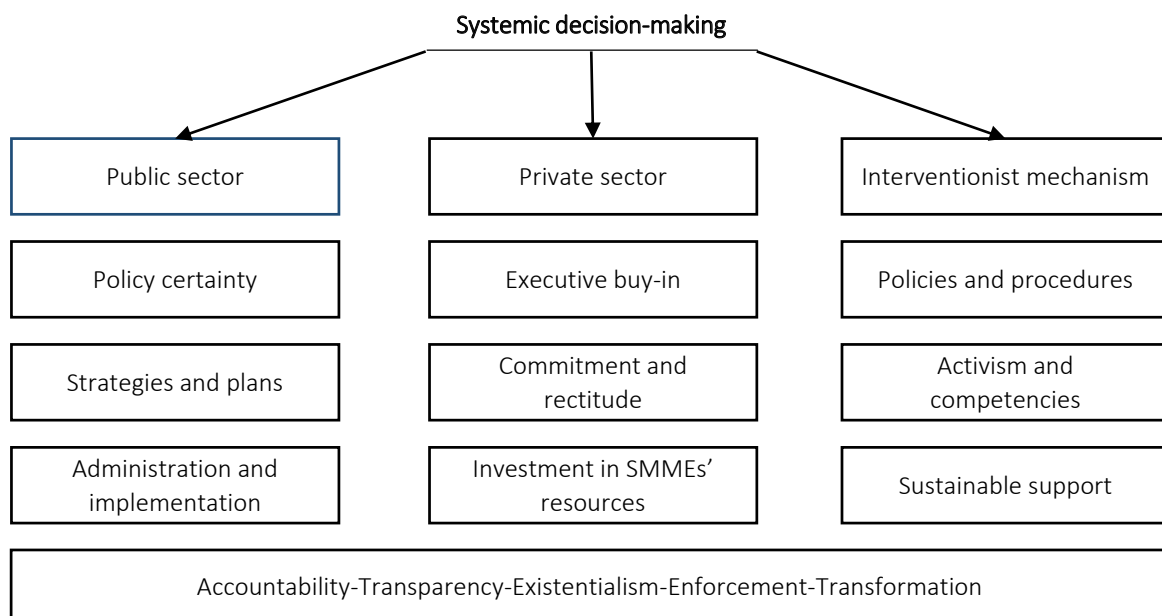 Systemic decision-making
Public sector
Private sector
Interventionist mechanism
Policy certainty
Executive buy-in
Policies and procedures
Strategies and plans
Commitment and
rectitude
Activism and
competencies
Administration and
implementation
Investment in SMMEs’
resources
Sustainable support
Accountability-Transparency-Existentialism-Enforcement-Transformation